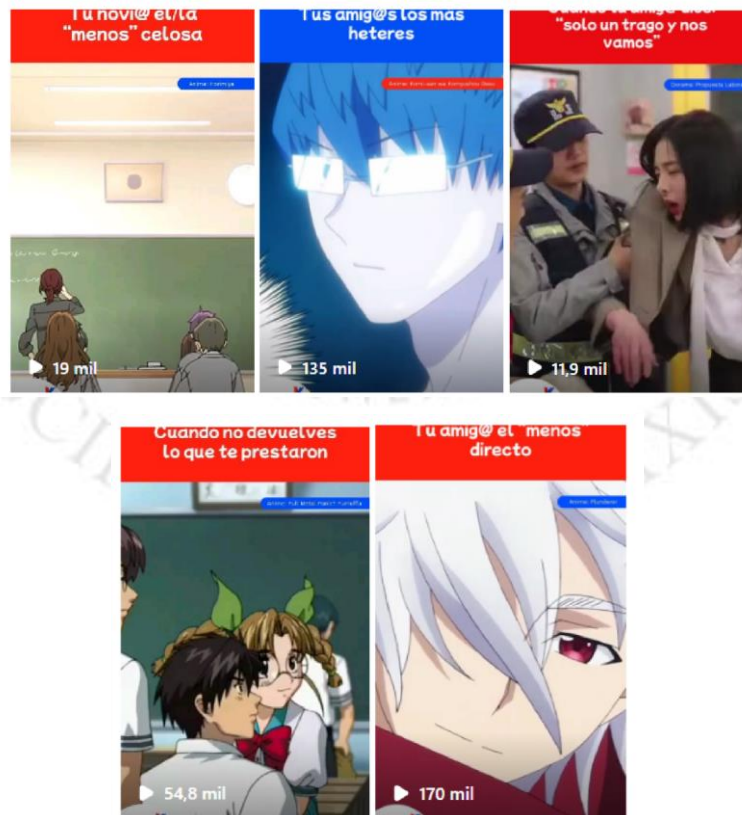 Tu novi@ el/la
“menos” celosa
Tus amig@s los mas
heteres
“solo un trago y nos
vamos”
19 mil
135 mil
11,9 mil
Cuando no devuelves
lo que te prestaron
Tu amig@ el “menos”
directo
Anime: Plunderer
54,8 mil
170 mil